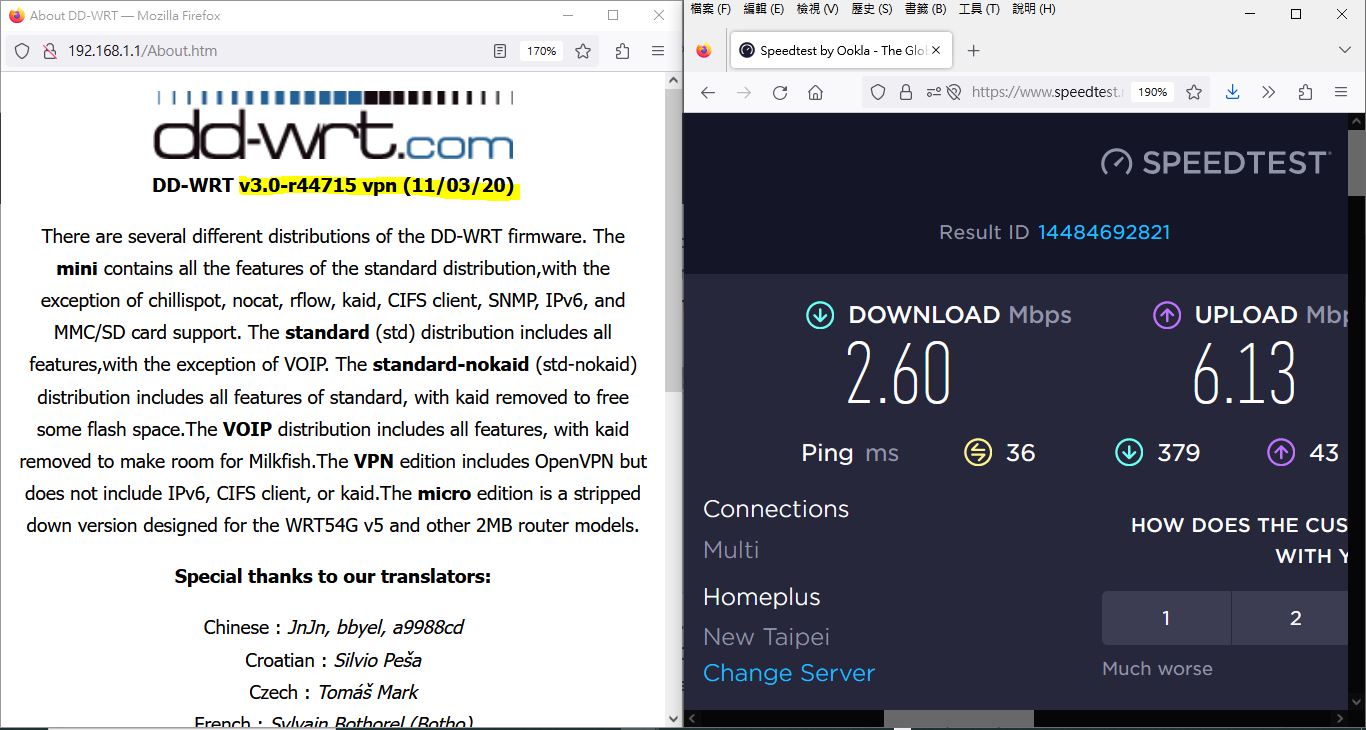 About DD-WRT — Mozilla Firefox
192.168.1.1/About.htm
170%
dd-wrt.com
DD-WRT v3.0-r44715 vpn (11/03/20)
There are several different distributions of the DD-WRT firmware. The
mini contains all the features of the standard distribution,with the
exception of chillispot, nocat, rflow, kaid, CIFS client, SNMP, IPv6, and
MMC/SD card support. The standard (std) distribution includes all
features,with the exception of VOIP. The standard-nokaid (std-nokaid)
distribution includes all features of standard, with kaid removed to free
some flash space.The VOIP distribution includes all features, with kaid
removed to make room for Milkfish.The VPN edition includes OpenVPN but
does not include IPv6, CIFS client, or kaid.The micro edition is a stripped
down version designed for the WRT54G v5 and other 2MB router models.
Special thanks to our translators:
Chinese : JnJn, bbyel, a9988cd
Croatian : Silvio Peša
Czech : Tomáš Mark
French : Sylvain Bothorel (Botho)
檔案 (F) 編輯 (E) 檢視 (V) 歷史 (S) 書籤 (B) 工具 (T) 說明 (H)
Speedtest by Ookla - The Glo
https://www.speedtest.
190%
SPEEDTEST
Result ID 14484692821
DOWNLOAD Mbps
UPLOAD Mbp
2.60
6.13
Ping ms 36 379 43
Connections
Multi
HOW DOES THE CUS
WITH Y
Homeplus
New Taipei
Change Server
1 2
Much worse